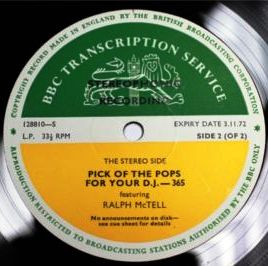 COPYRIGHT RECORD MADE IN ENGLAND BY THE BRITISH BROADCASTING CORPORATION
BBC TRANSCRIPTION SERVICE
STEREOPHONIC
RECORDING
128810—S
EXPIRY DATE 3.11.72
L.P. 33⅓ RPM
SIDE 2 (OF 2)
THE STEREO SIDE
PICK OF THE POPS
FOR YOUR D.J.—365
featuring
RALPH McTELL
No announcements on disk—
see cue sheet for details
REPRODUCTION RESTRICTED TO BROADCASTING STATIONS AUTHORISED BY THE BBC ONLY